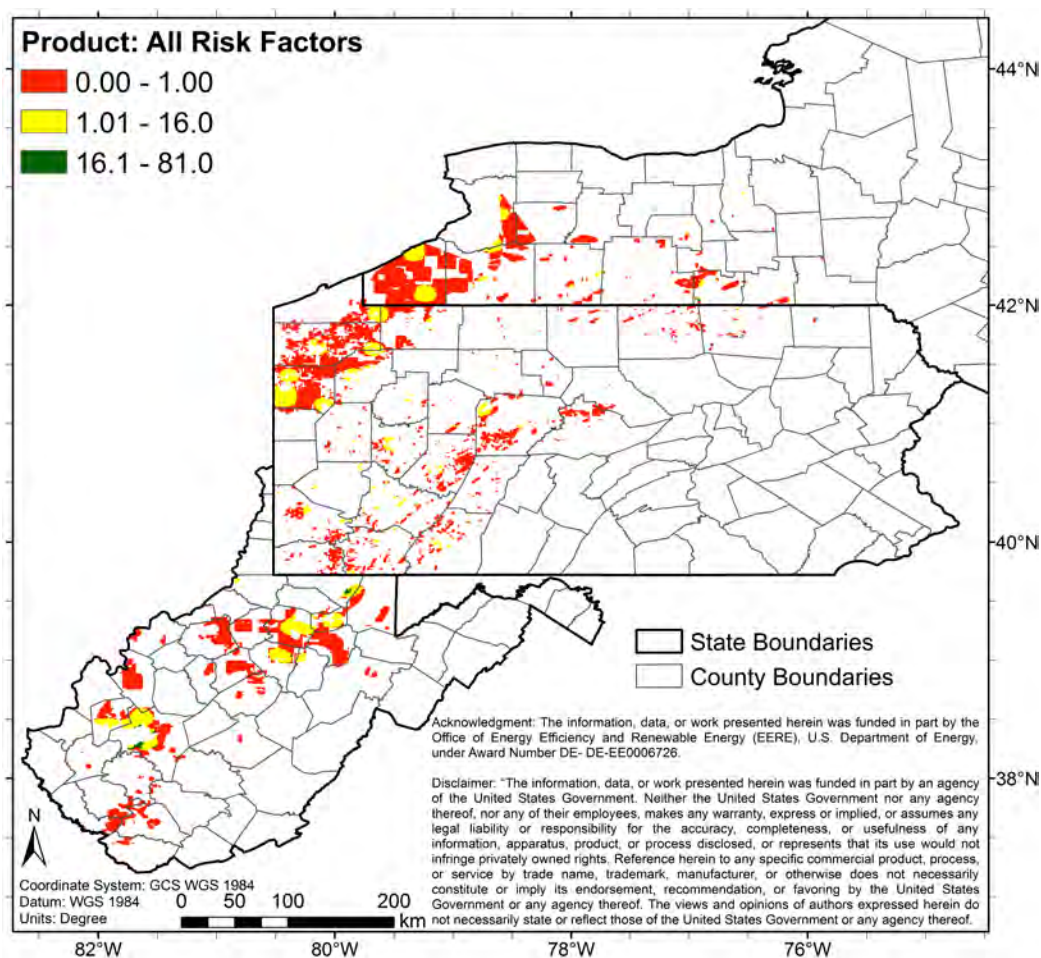 Product: All Risk Factors
0.00 - 1.00
1.01 - 16.0
16.1 - 81.0
44°N
42°N
40°N
State Boundaries
County Boundaries
Acknowledgment: The information, data, or work presented herein was funded in part by the
Office of Energy Efficiency and Renewable Energy (EERE), U.S. Department of Energy,
under Award Number DE- DE-EE0006726.
38°N
Disclaimer: "The information, data, or work presented herein was funded in part by an agency
of the United States Government. Neither the United States Government nor any agency
thereof, nor any of their employees, makes any warranty, express or implied, or assumes any
legal liability or responsibility for the accuracy, completeness, or usefulness of any
information, apparatus, product, or process disclosed, or represents that its use would not
infringe privately owned rights. Reference herein to any specific commercial product, process,
or service by trade name, trademark, manufacturer, or otherwise does not necessarily
constitute or imply its endorsement, recommendation, or favoring by the United States
Government or any agency thereof. The views and opinions of authors expressed herein do
not necessarily state or reflect those of the United States Government or any agency thereof.
N
Coordinate System: GCS WGS 1984
Datum: WGS 1984
Units: Degree
0 50 100 200
km
82°W 80°W 78°W 76°W